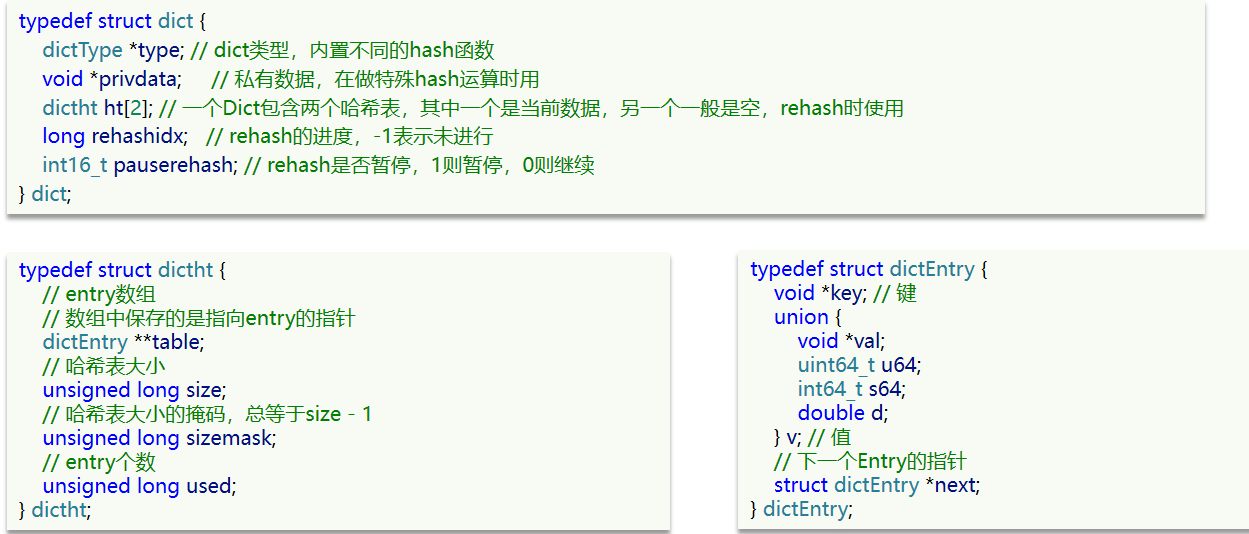 typedef struct dict {
dictType *type; // dict类型，内置不同的hash函数
void *privdata; // 私有数据，在做特殊hash运算时用
dictht ht[2]; // 一个Dict包含两个哈希表，其中一个是当前数据，另一个一般是空，rehash时使用
long rehashidx; // rehash的进度，-1表示未进行
int16_t pauserehash; // rehash是否暂停，1则暂停，0则继续
} dict;
typedef struct dictht {
// entry数组
// 数组中保存的是指向entry的指针
dictEntry **table;
// 哈希表大小
unsigned long size;
// 哈希表大小的掩码，总等于size - 1
unsigned long sizemask;
// entry个数
unsigned long used;
} dictht;
typedef struct dictEntry {
void *key; // 键
union {
void *val;
uint64_t u64;
int64_t s64;
double d;
} v; // 值
// 下一个Entry的指针
struct dictEntry *next;
} dictEntry;